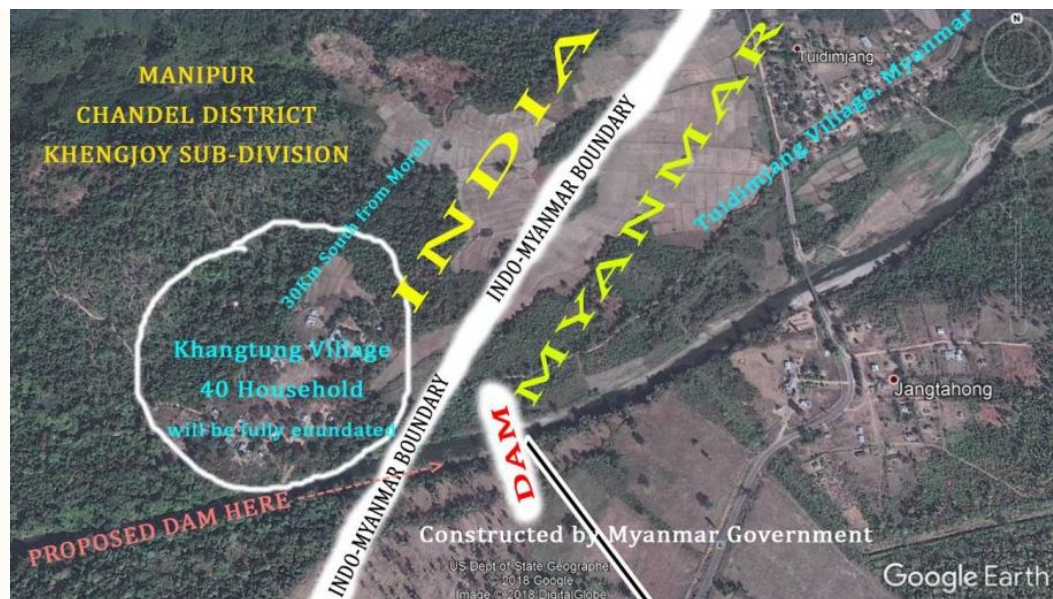 MANIPUR
CHANDEL DISTRICT
KHENGJOY SUB-DIVISION
30Km South from Moreh
INDIA
INDO-MYANMAR BOUNDARY
MYANMAR
Tuidimjang
Tuidimjang Village, Myanmar
N
Khangtung Village
40 Household
will be fully enundated
INDO-MYANMAR BOUNDARY
DAM
Jangtahong
PROPOSED DAM HERE
Constructed by Myanmar Government
US Dept of State Geographer
© 2018 Google
Image © 2018 DigitalGlobe
Google Earth